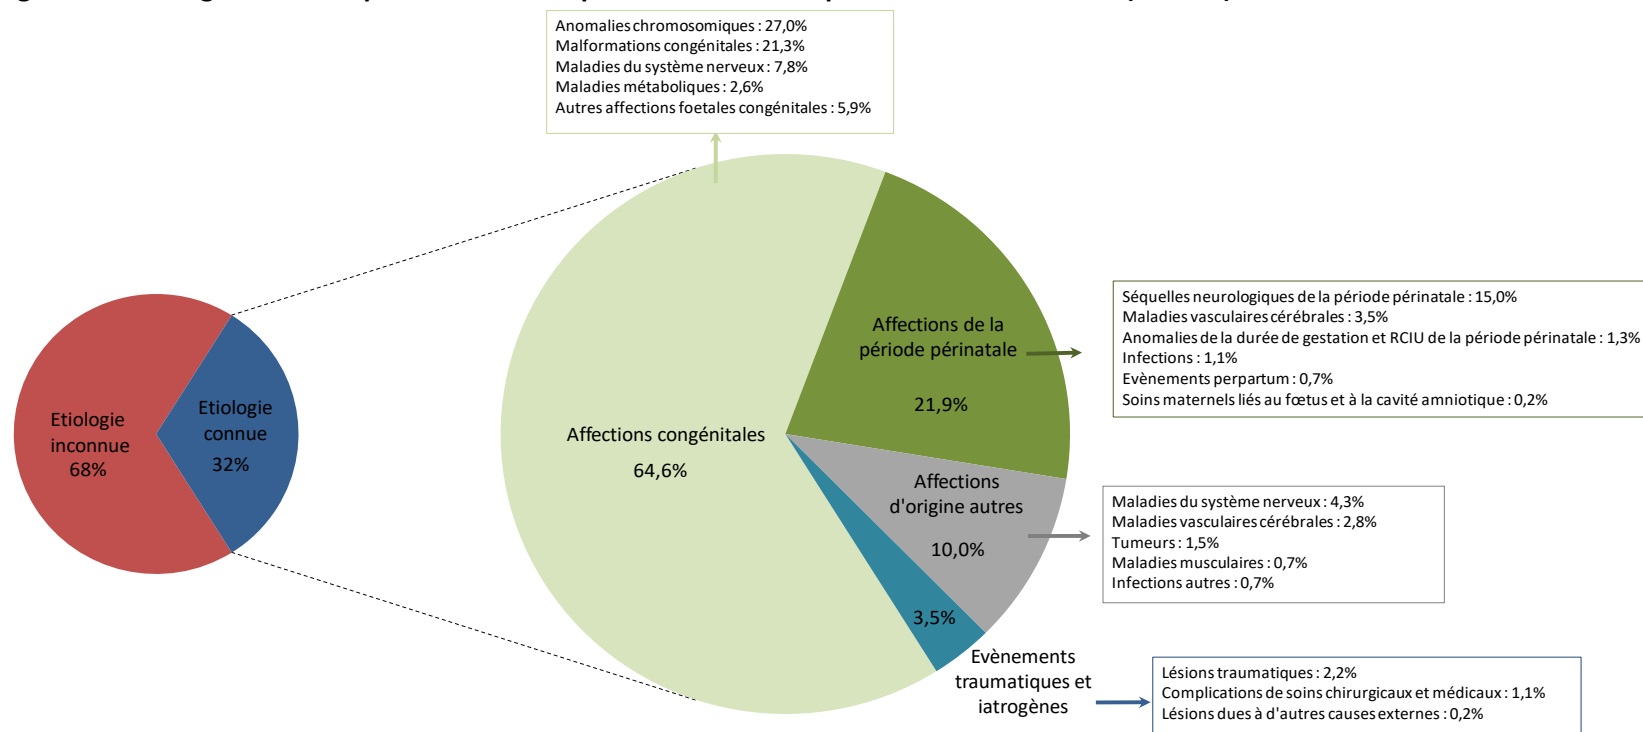 Anomalies chromosomiques : 27,0%
Malformations congénitales : 21,3%
Maladies du système nerveux : 7,8%
Maladies métaboliques : 2,6%
Autres affections foetales congénitales : 5,9%
Etiologie
inconnue
68%
Etiologie
connue
32%
Affections congénitales
64,6%
Affections de la
période périnatale
21,9%
Séquelles neurologiques de la période périnatale : 15,0%
Maladies vasculaires cérébrales : 3,5%
Anomalies de la durée de gestation et RCIU de la période périnatale : 1,3%
Infections : 1,1%
Evènements perpartum : 0,7%
Soins maternels liés au fœtus et à la cavité amniotique : 0,2%
Affections
d'origine autres
10,0%
Maladies du système nerveux : 4,3%
Maladies vasculaires cérébrales : 2,8%
Tumeurs : 1,5%
Maladies musculaires : 0,7%
Infections autres : 0,7%
3,5%
Evènements
traumatiques et
iatrogènes
Lésions traumatiques : 2,2%
Complications de soins chirurgicaux et médicaux : 1,1%
Lésions dues à d'autres causes externes : 0,2%